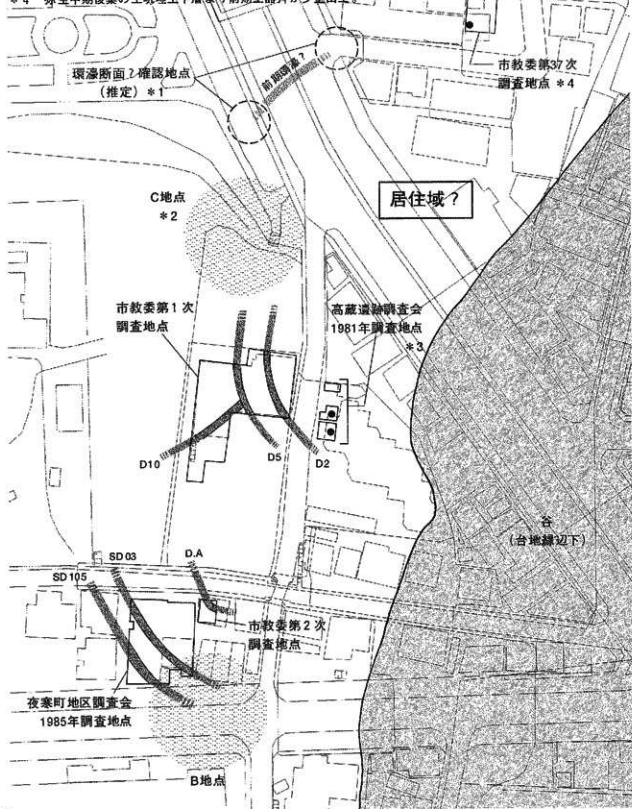 環濠断面？確認地点
（推定）＊1
前期環濠？
市教委第37次
調査地点 ＊4
C地点
＊2
居住域？
市教委第1次
調査地点
高蔵遺跡調査会
1981年調査地点
＊3
D10
D5
D2
谷
（台地縁辺下）
SD03
D.A
SD105
市教委第2次
調査地点
夜寒町地区調査会
1985年調査地点
B地点